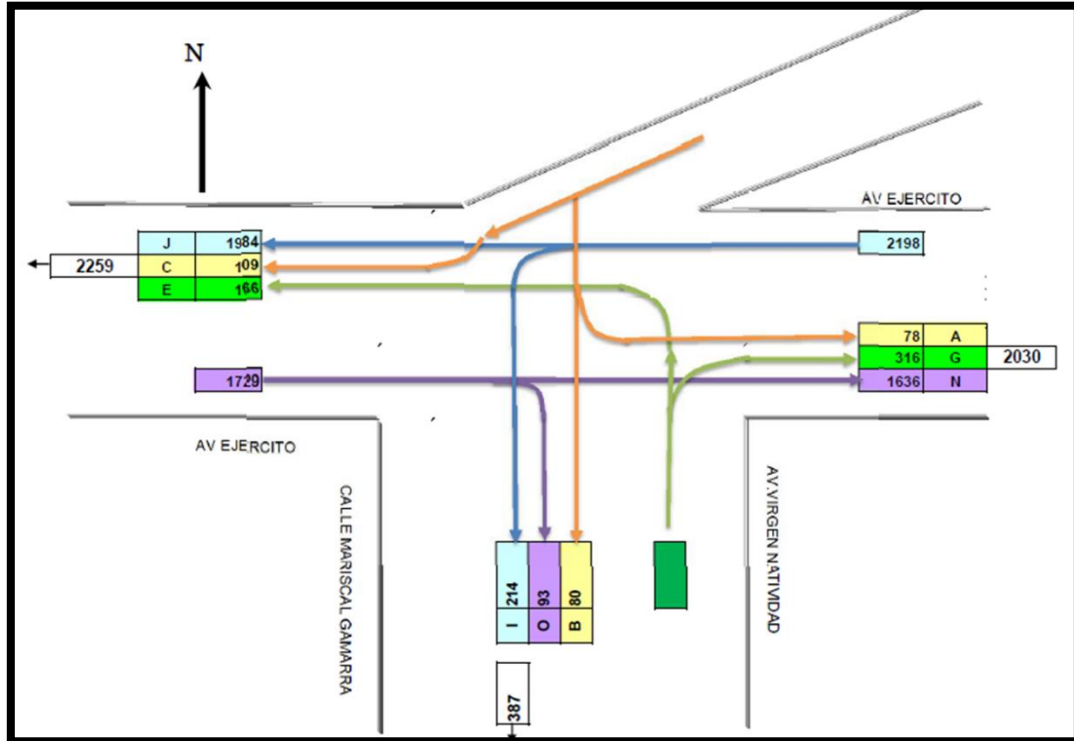 N
AV EJERCITO
J 1984
2259 C 109
E 166
2198
78 A
316 G 2030
1636 N
1729
AV EJERCITO
CALLE MARISCAL GAMARRA
AV.VIRGEN NATIVIDAD
I 214
O 93
B 80
387